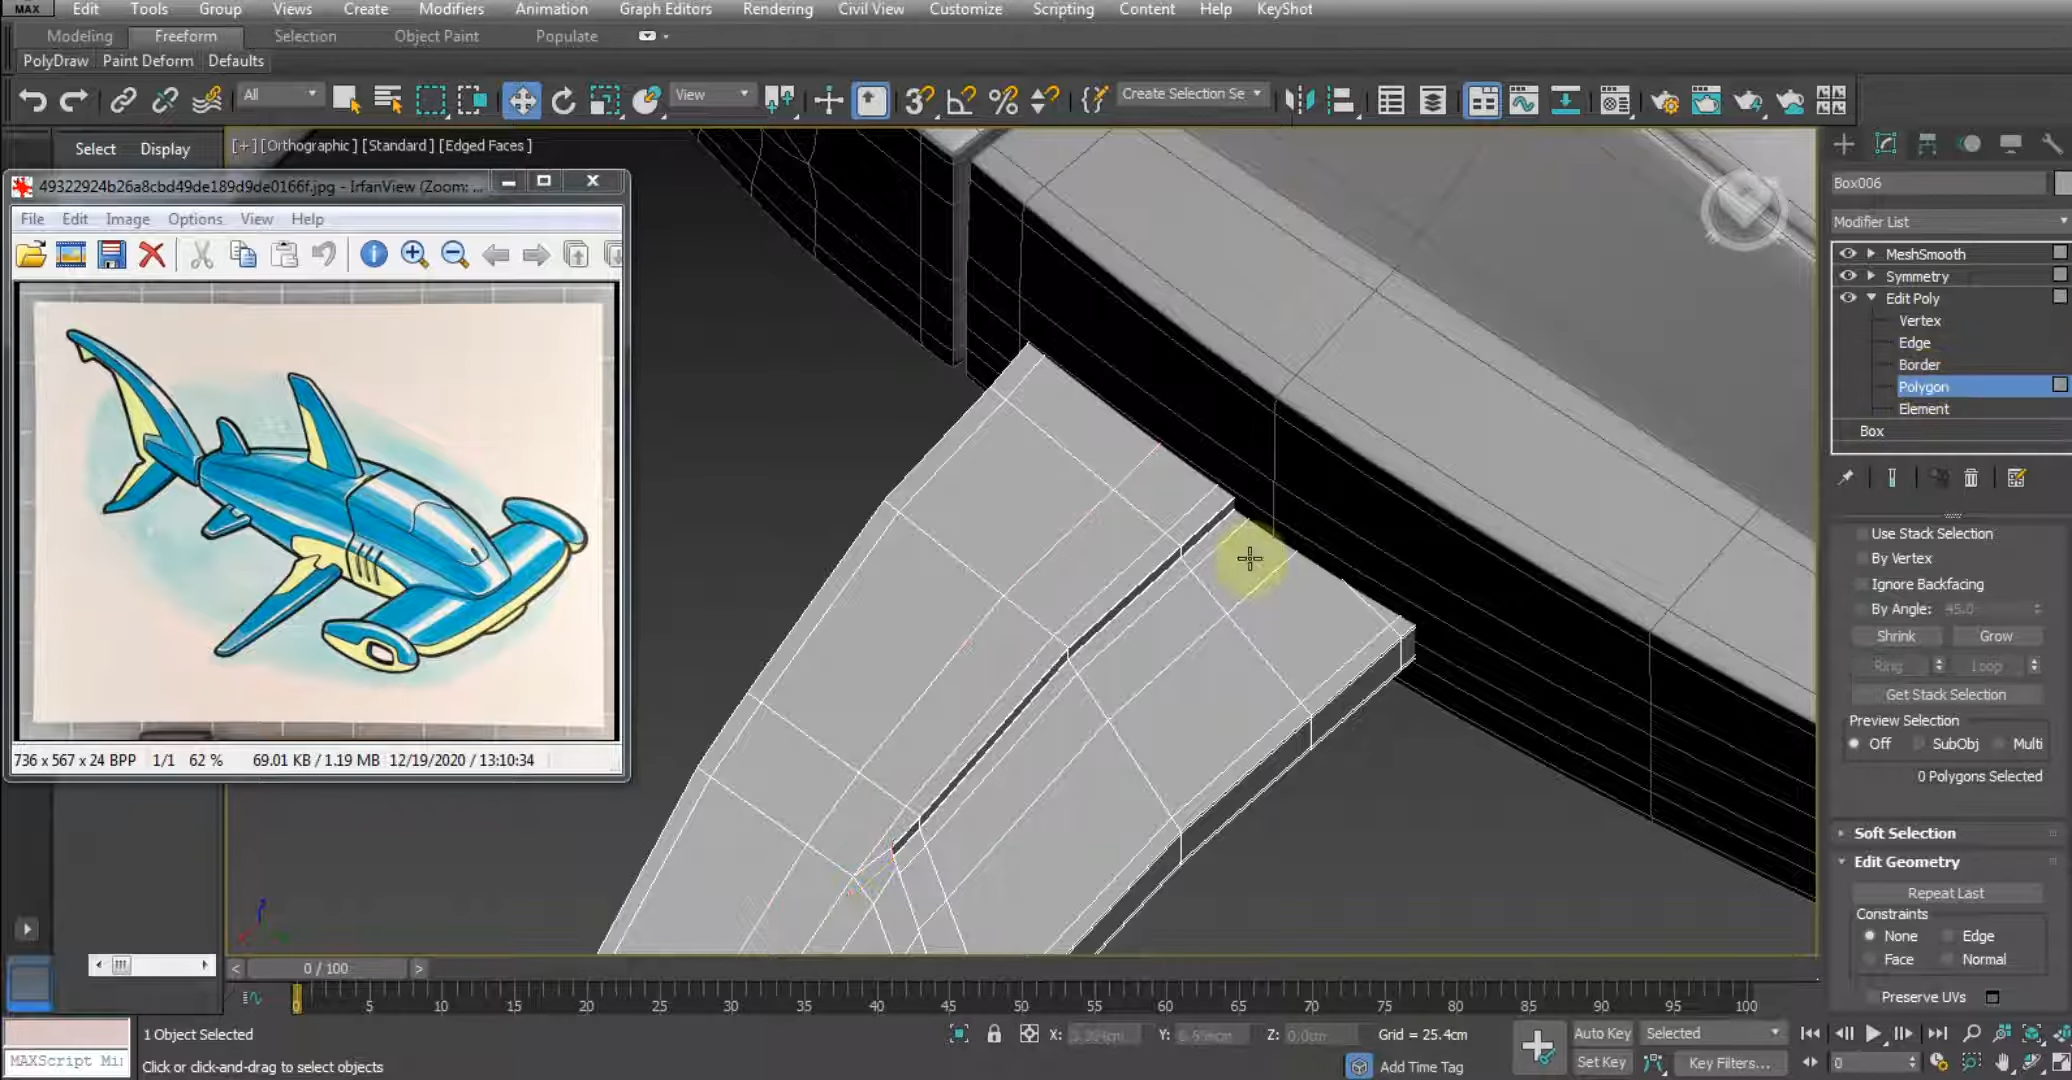 MAX Edit Tools Group Views Create Modifiers Animation Graph Editors Rendering Civil View Customize Scripting Content Help KeyShot
Modeling Freeform Selection Object Paint Populate
PolyDraw Paint Deform Defaults
All View Create Selection Se
Select Display
[+] [Orthographic] [Standard] [Edged Faces]
49322924b26a8cbd49de189d9de0166f.jpg - IrfanView (Zoom: ...
File Edit Image Options View Help
736 x 567 x 24 BPP 1/1 62 % 69.01 KB / 1.19 MB 12/19/2020 / 13:10:34
Box006
Modifier List
MeshSmooth
Symmetry
Edit Poly
Vertex
Edge
Border
Polygon
Element
Box
Use Stack Selection
By Vertex
Ignore Backfacing
By Angle: 45.0
Shrink Grow
Ring Loop
Get Stack Selection
Preview Selection
Off SubObj Multi
0 Polygons Selected
Soft Selection
Edit Geometry
Repeat Last
Constraints
None Edge
Face Normal
Preserve UVs
< 0 / 100 >
0 5 10 15 20 25 30 35 40 45 50 55 60 65 70 75 80 85 90 95 100
1 Object Selected X: Y: Z: 0.0cm Grid = 25.4cm Auto Key Selected
MAXScript Mi Click or click-and-drag to select objects Add Time Tag Set Key Key Filters... 0